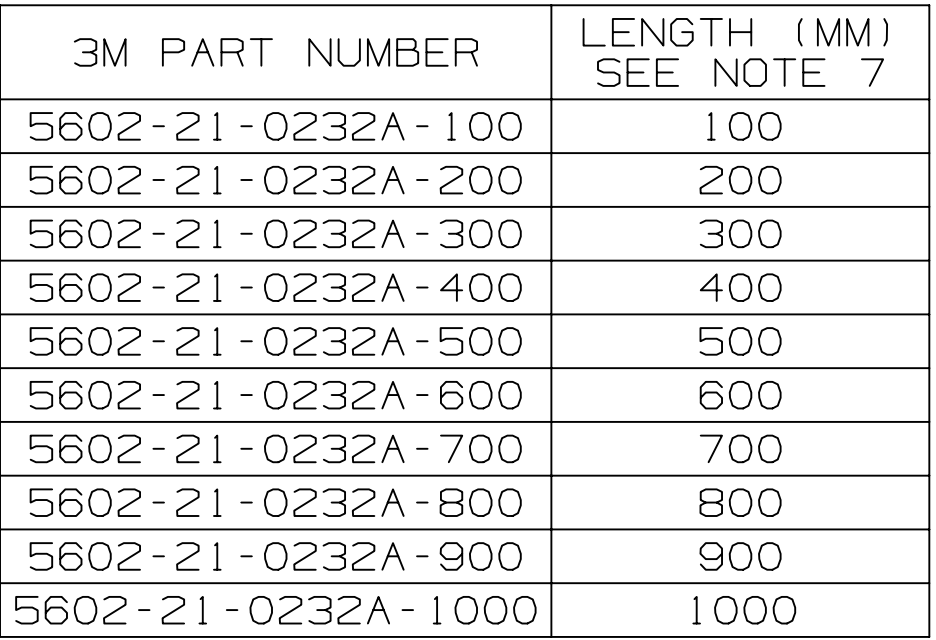 3M PART NUMBER
LENGTH (MM)
SEE NOTE 7
5602-21-0232A-100 100
5602-21-0232A-200 200
5602-21-0232A-300 300
5602-21-0232A-400 400
5602-21-0232A-500 500
5602-21-0232A-600 600
5602-21-0232A-700 700
5602-21-0232A-800 800
5602-21-0232A-900 900
5602-21-0232A-1000 1000